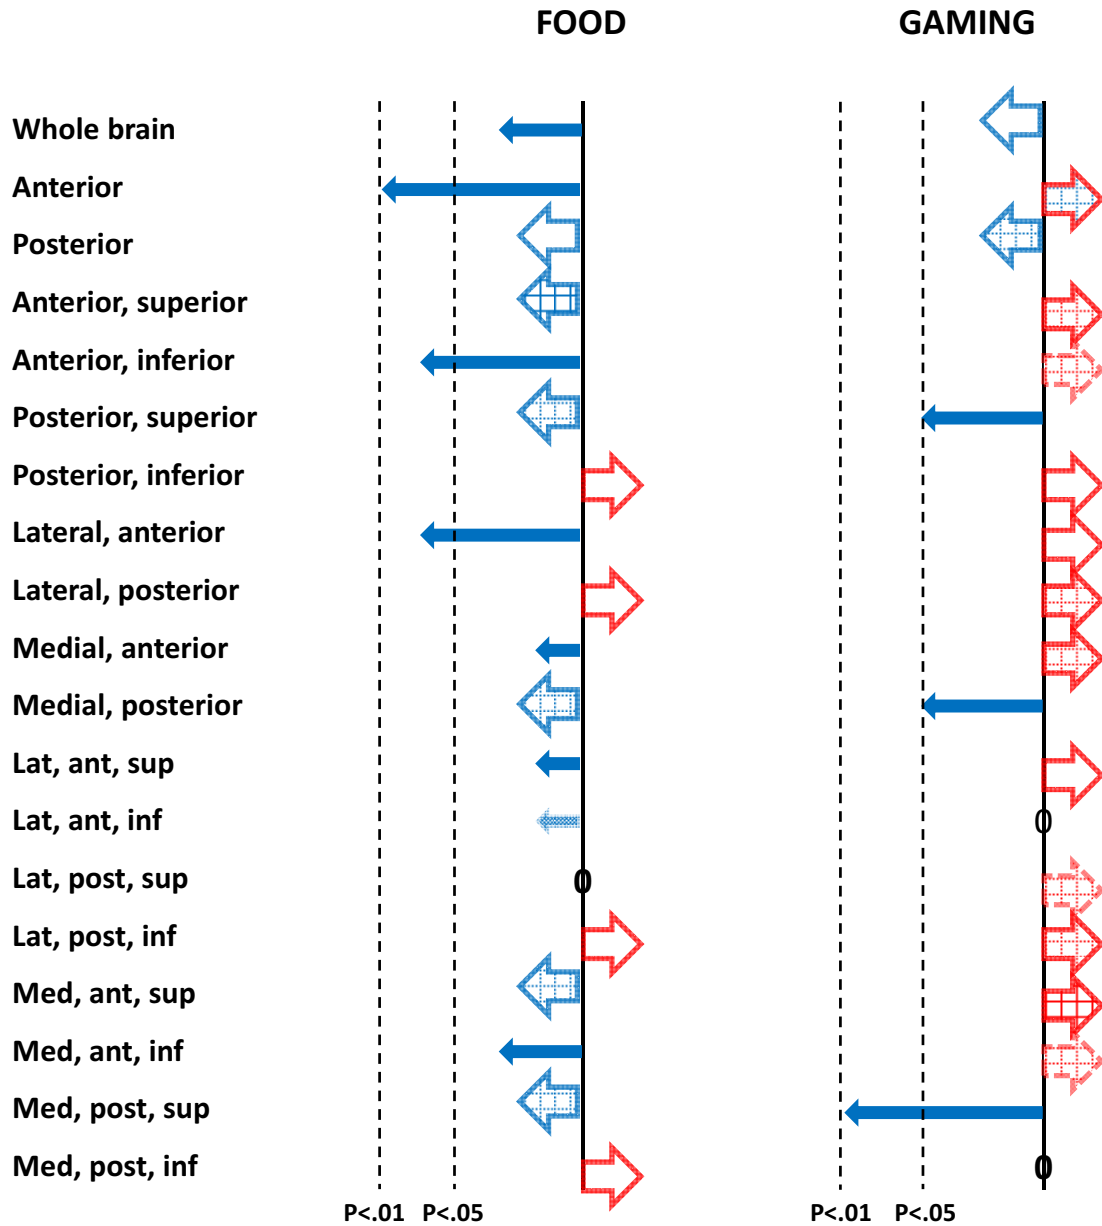 FOOD GAMING
Whole brain
Anterior
Posterior
Anterior, superior
Anterior, inferior
Posterior, superior
Posterior, inferior
Lateral, anterior
Lateral, posterior
Medial, anterior
Medial, posterior
Lat, ant, sup
Lat, ant, inf 0
Lat, post, sup 0
Lat, post, inf
Med, ant, sup
Med, ant, inf
Med, post, sup
Med, post, inf 0
P<.01 P<.05 P<.01 P<.05